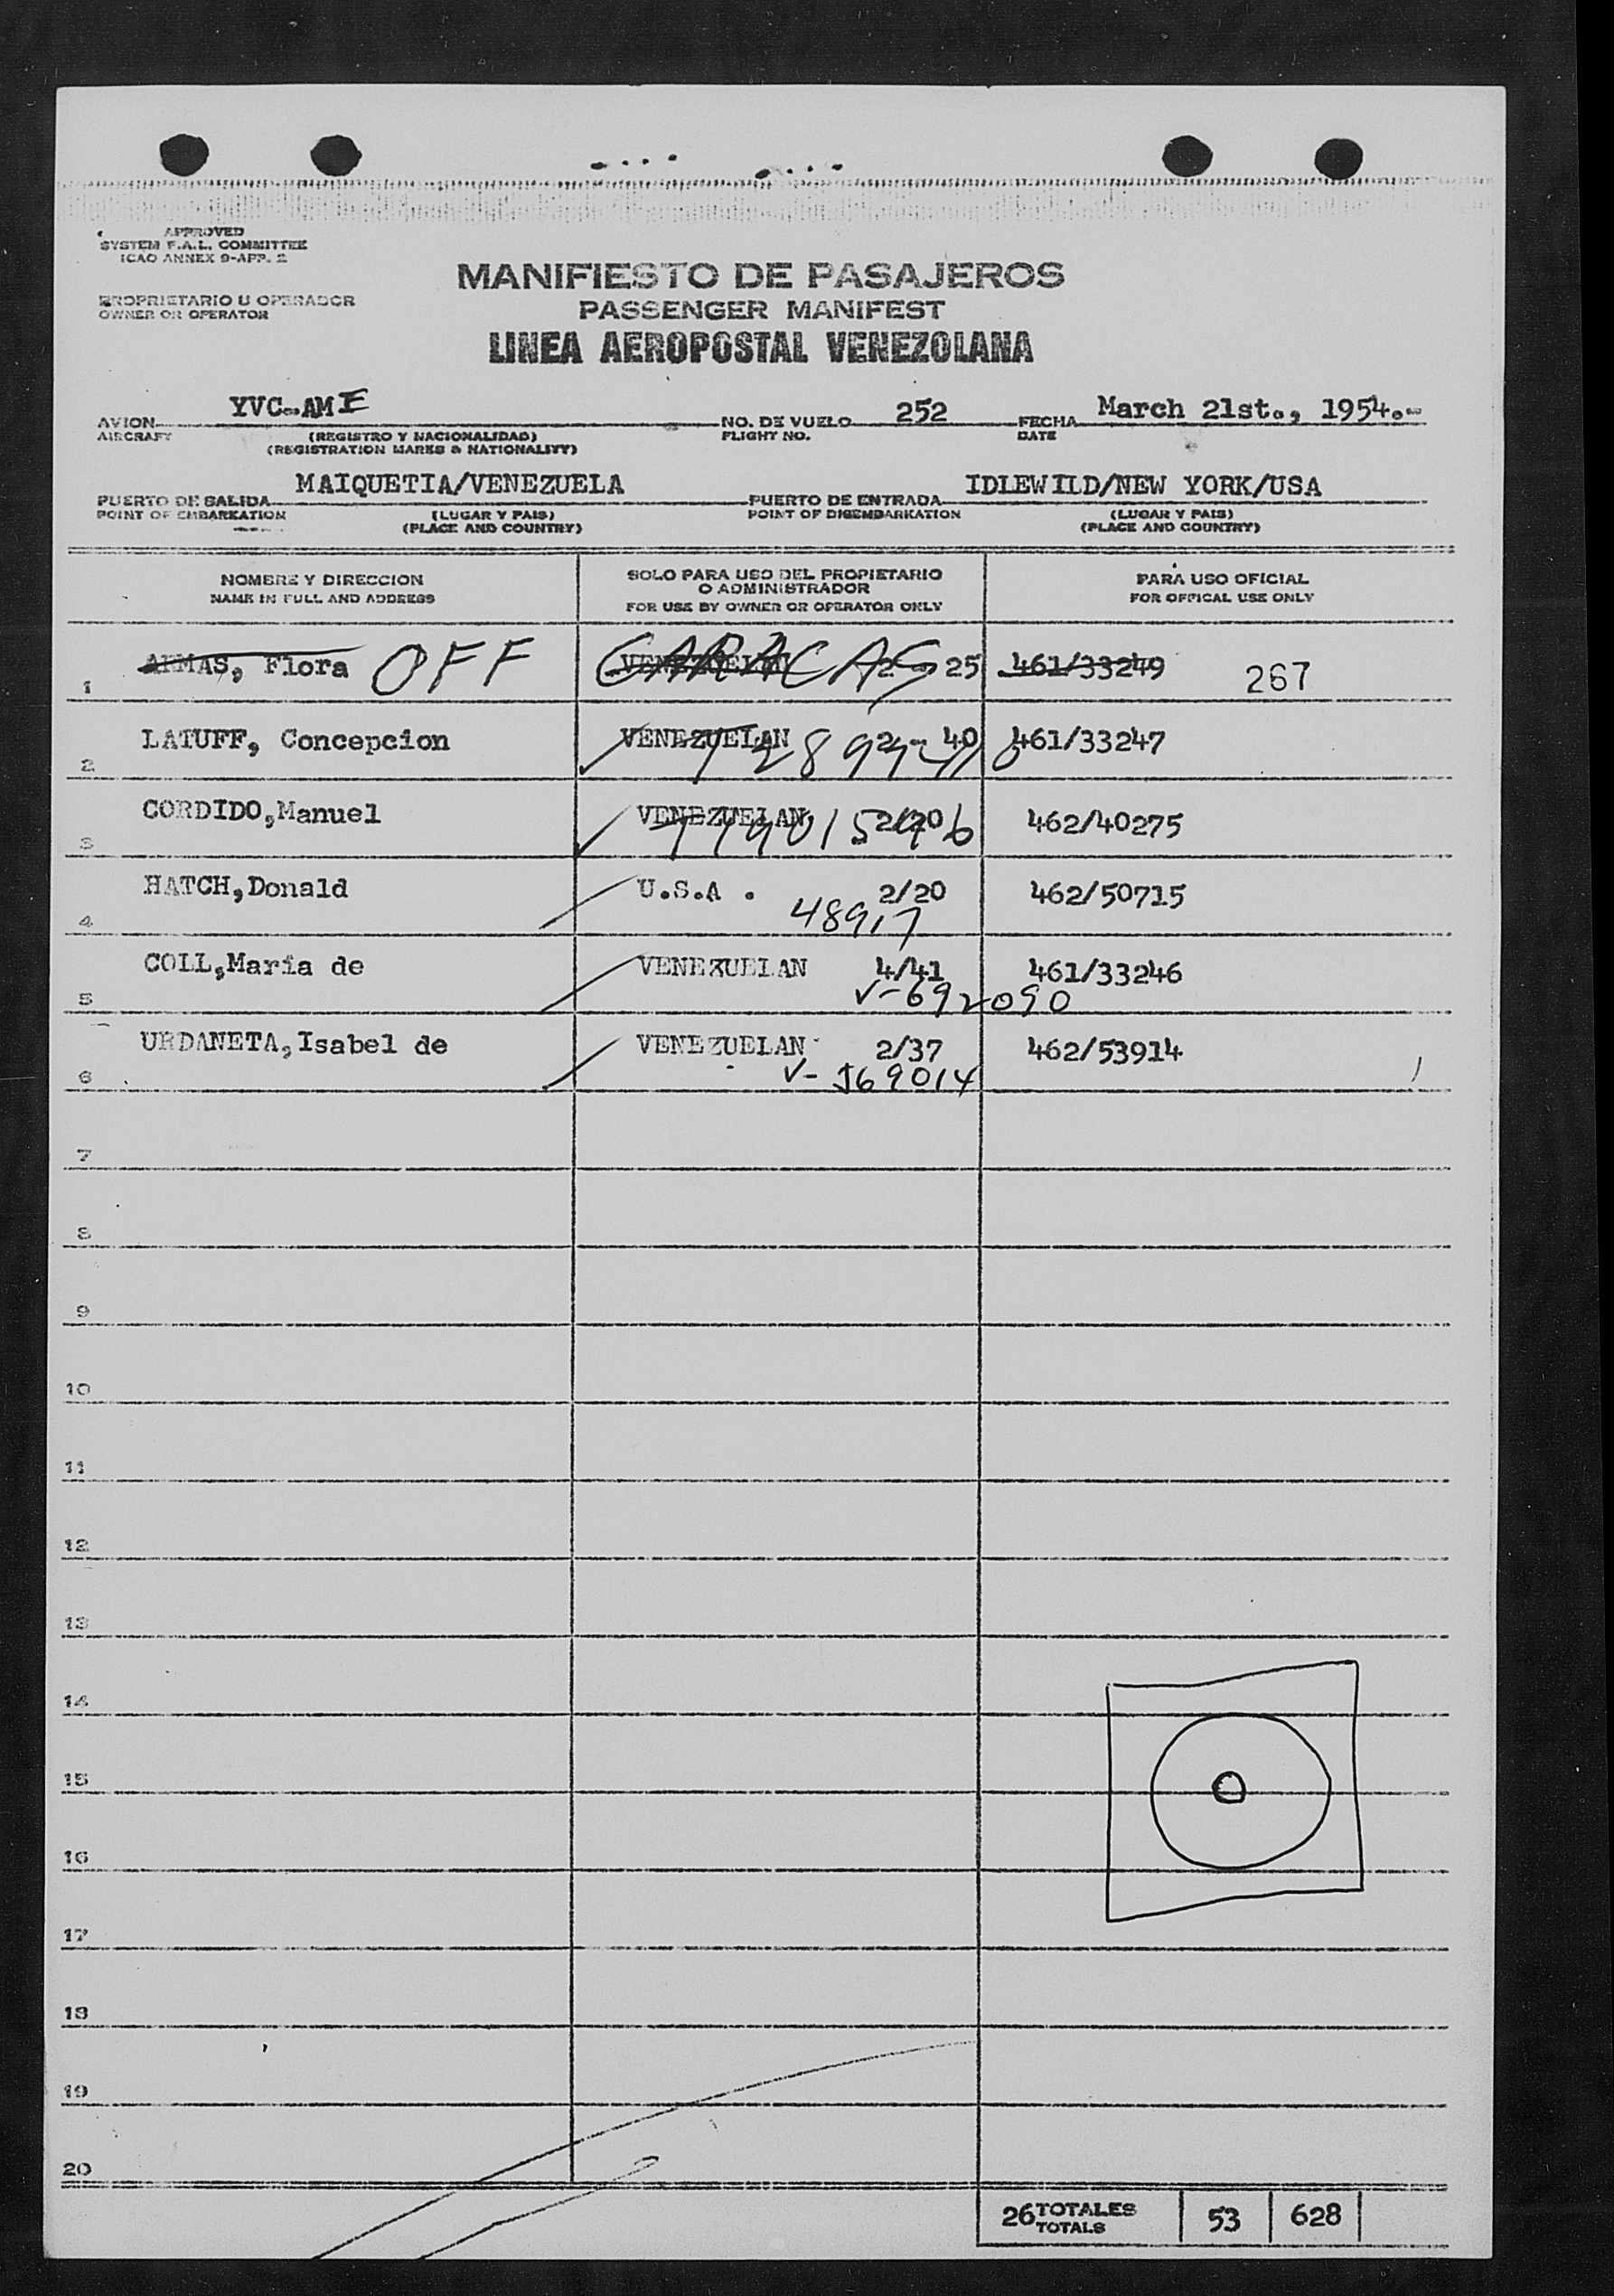 APPROVED
SYSTEM F.A.L. COMMITTEE
ICAO ANNEX 9-APP. 2
PROPRIETARIO U OPERADOR
OWNER OR OPERATOR
MANIFIESTO DE PASAJEROS
PASSENGER MANIFEST
LINEA AEROPOSTAL VENEZOLANA
AVION YVC-AME NO. DE VUELO 252 FECHA March 21st., 1954.-
AIRCRAFT (REGISTRO Y NACIONALIDAD) FLIGHT NO. DATE
(REGISTRATION MARKS & NATIONALITY)
PUERTO DE SALIDA MAIQUETIA/VENEZUELA PUERTO DE ENTRADA IDLEWILD/NEW YORK/USA
POINT OF EMBARKATION (LUGAR Y PAIS) POINT OF DISEMBARKATION (LUGAR Y PAIS)
(PLACE AND COUNTRY) (PLACE AND COUNTRY)
NOMBRE Y DIRECCION SOLO PARA USO DEL PROPIETARIO PARA USO OFICIAL
NAME IN FULL AND ADDRESS O ADMINISTRADOR FOR OFFICAL USE ONLY
FOR USE BY OWNER OR OPERATOR ONLY
1 ARMAS, Flora OFF CARACAS 2 25 461/33249 267
2 LATUFF, Concepcion VENEZUELAN 2 - 40 461/33247
3 CORDIDO,Manuel VENEZUELAN 2/20 462/40275
4 HATCH,Donald U.S.A . 2/20 462/50715
48917
5 COLL,Maria de VENEZUELAN 4/41 461/33246
V-692090
6 URDANETA,Isabel de VENEZUELAN 2/37 462/53914
V-569014
7
8
9
10
11
12
13
14
15
16
17
18
19
20
26 TOTALES 53 628
TOTALS